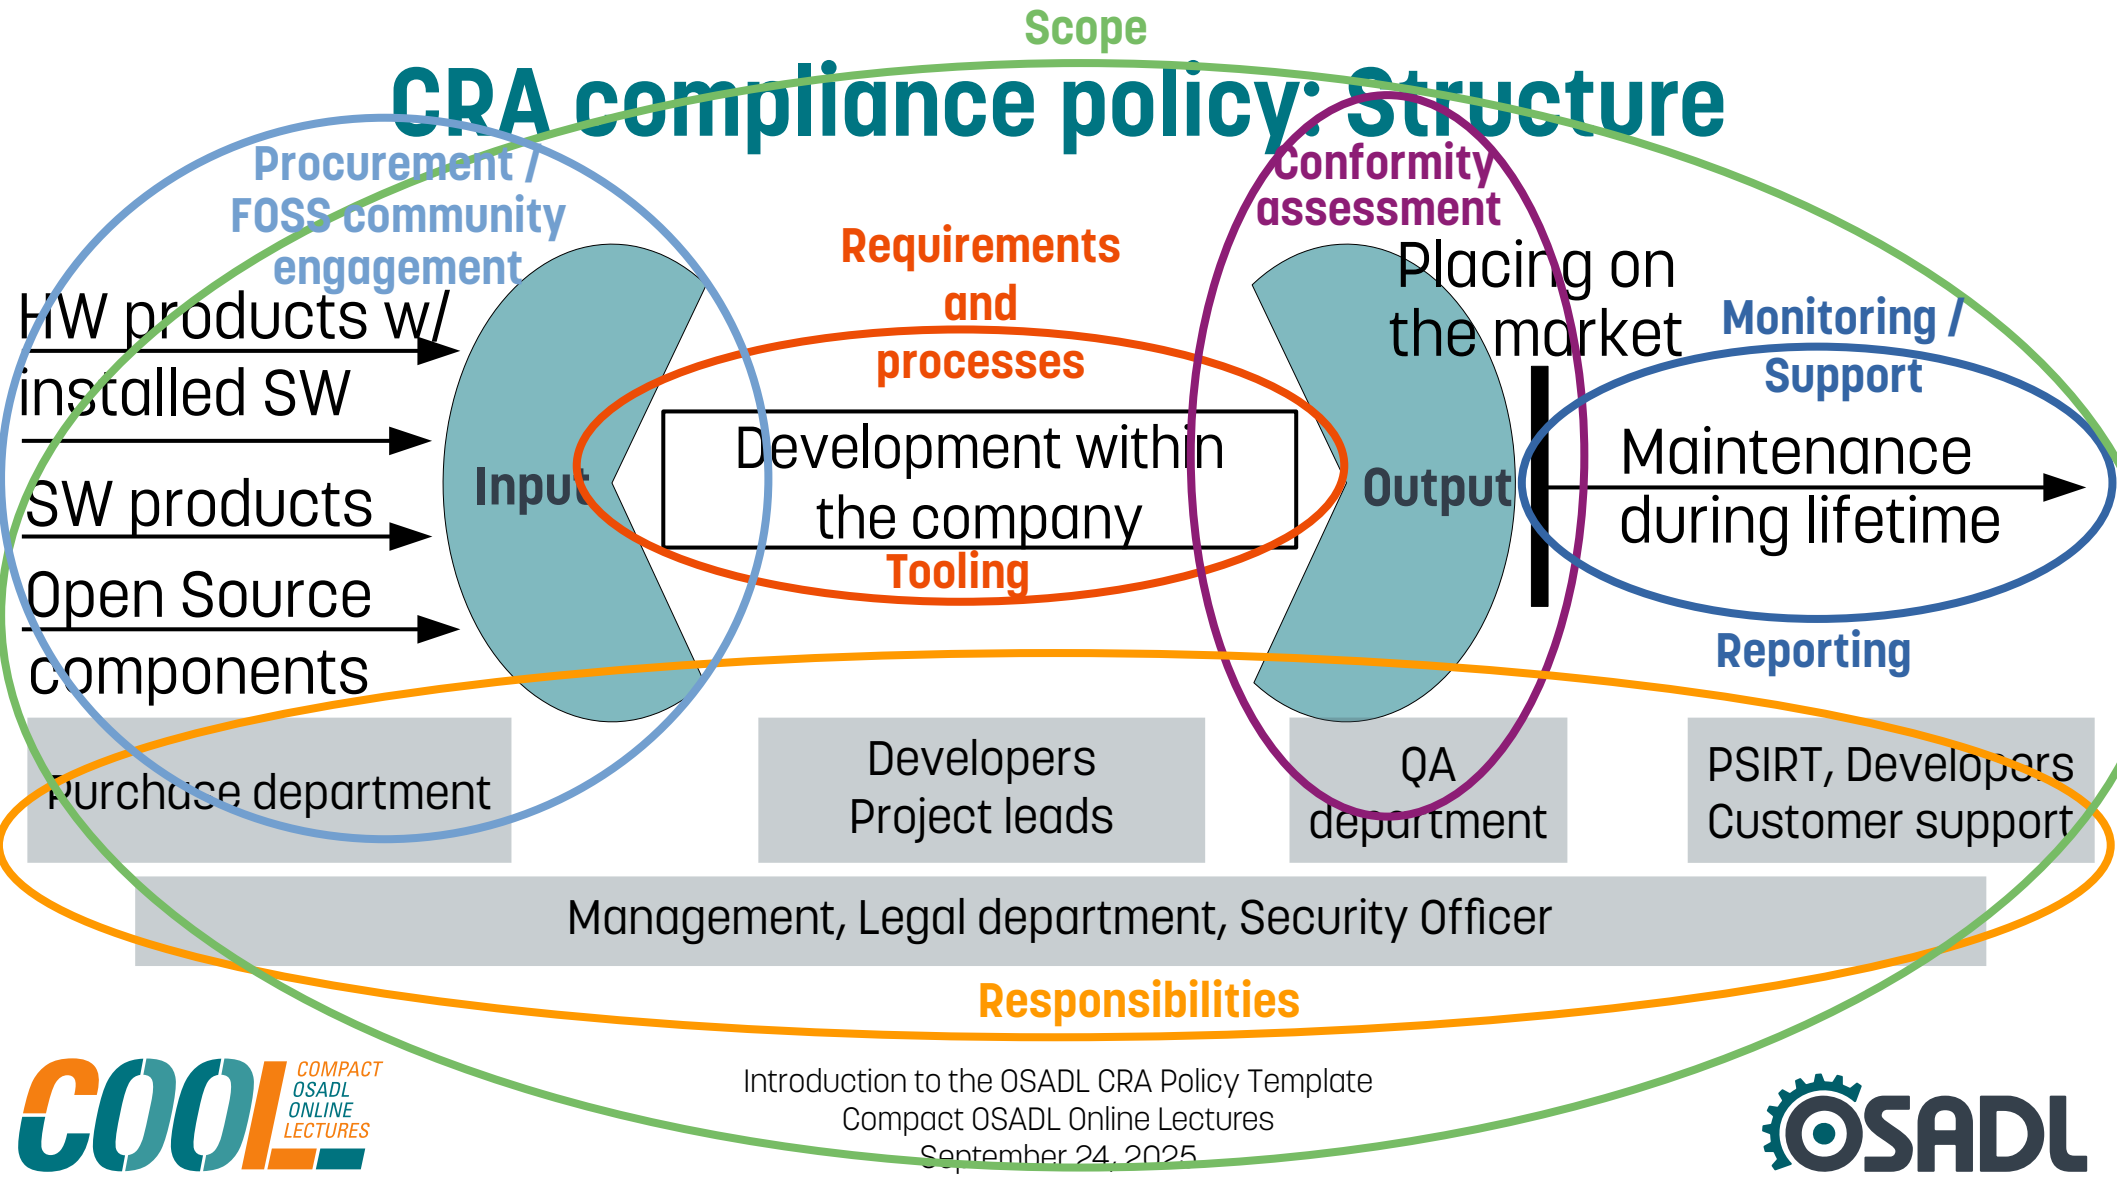 Scope
CRA compliance policy: Structure
Procurement /
FOSS community
engagement
Conformity
assessment
Requirements
and
processes
Placing on
the market
Monitoring /
Support
HW products w/
installed SW
SW products
Open Source
components
Input
Development within
the company
Tooling
Output
Maintenance
during lifetime
Reporting
Purchase department
Developers
Project leads
QA
department
PSIRT, Developers
Customer support
Management, Legal department, Security Officer
Responsibilities
COOL
COMPACT
OSADL
ONLINE
LECTURES
Introduction to the OSADL CRA Policy Template
Compact OSADL Online Lectures
September 24, 2025
OSADL